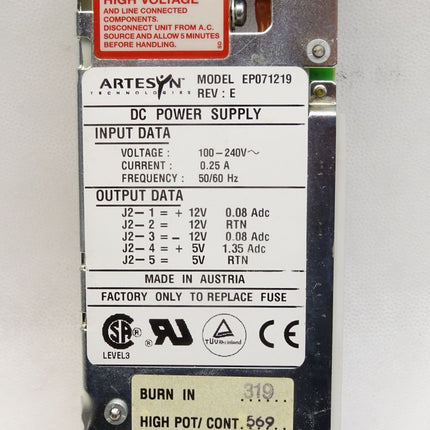 HIGH VOLTAGE
AND LINE CONNECTED
COMPONENTS.
DISCONNECT UNIT FROM A.C.
SOURCE AND ALLOW 5 MINUTES
BEFORE HANDLING.
ARTESYN
TECHNOLOGIES
MODEL EP071219
REV : E
DC POWER SUPPLY
INPUT DATA
VOLTAGE : 100-240V~
CURRENT : 0.25 A
FREQUENCY : 50/60 Hz
OUTPUT DATA
J2- 1 = + 12V 0.08 Adc
J2- 2 = 12V RTN
J2- 3 = - 12V 0.08 Adc
J2- 4 = + 5V 1.35 Adc
J2- 5 = 5V RTN
MADE IN AUSTRIA
FACTORY ONLY TO REPLACE FUSE
SA ® ® TÜV Rheinland CE
LEVEL3
BURN IN 319
HIGH POT/ CONT. 569